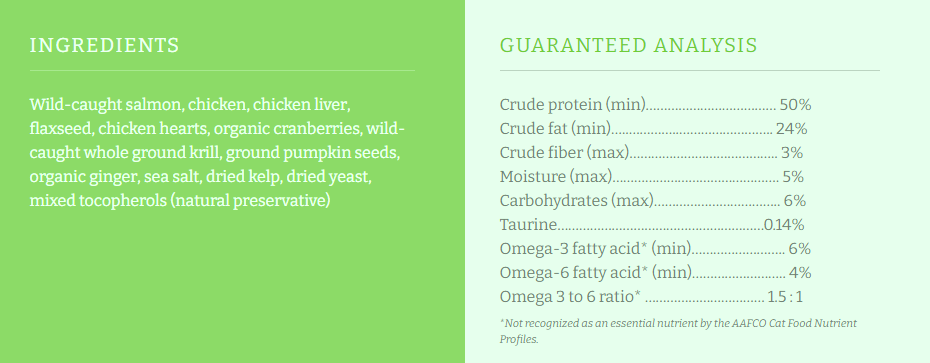 INGREDIENTS
Wild-caught salmon, chicken, chicken liver,
flaxseed, chicken hearts, organic cranberries, wild-
caught whole ground krill, ground pumpkin seeds,
organic ginger, sea salt, dried kelp, dried yeast,
mixed tocopherols (natural preservative)
GUARANTEED ANALYSIS
Crude protein (min)................................... 50%
Crude fat (min)........................................... 24%
Crude fiber (max)........................................ 3%
Moisture (max)............................................. 5%
Carbohydrates (max).................................. 6%
Taurine.......................................................0.14%
Omega-3 fatty acid* (min)......................... 6%
Omega-6 fatty acid* (min)......................... 4%
Omega 3 to 6 ratio* ................................ 1.5 : 1
*Not recognized as an essential nutrient by the AAFCO Cat Food Nutrient
Profiles.